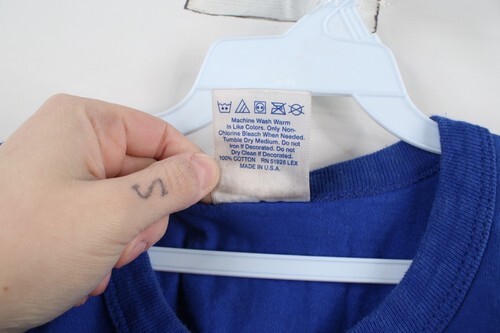 Machine Wash Warm
in Like Colors. Only Non-
Chlorine Bleach When Needed.
Tumble Dry Medium. Do not
Iron if Decorated. Do not
Dry Clean if Decorated.
100% COTTON RN 51928 LEX
MADE IN U.S.A.
S